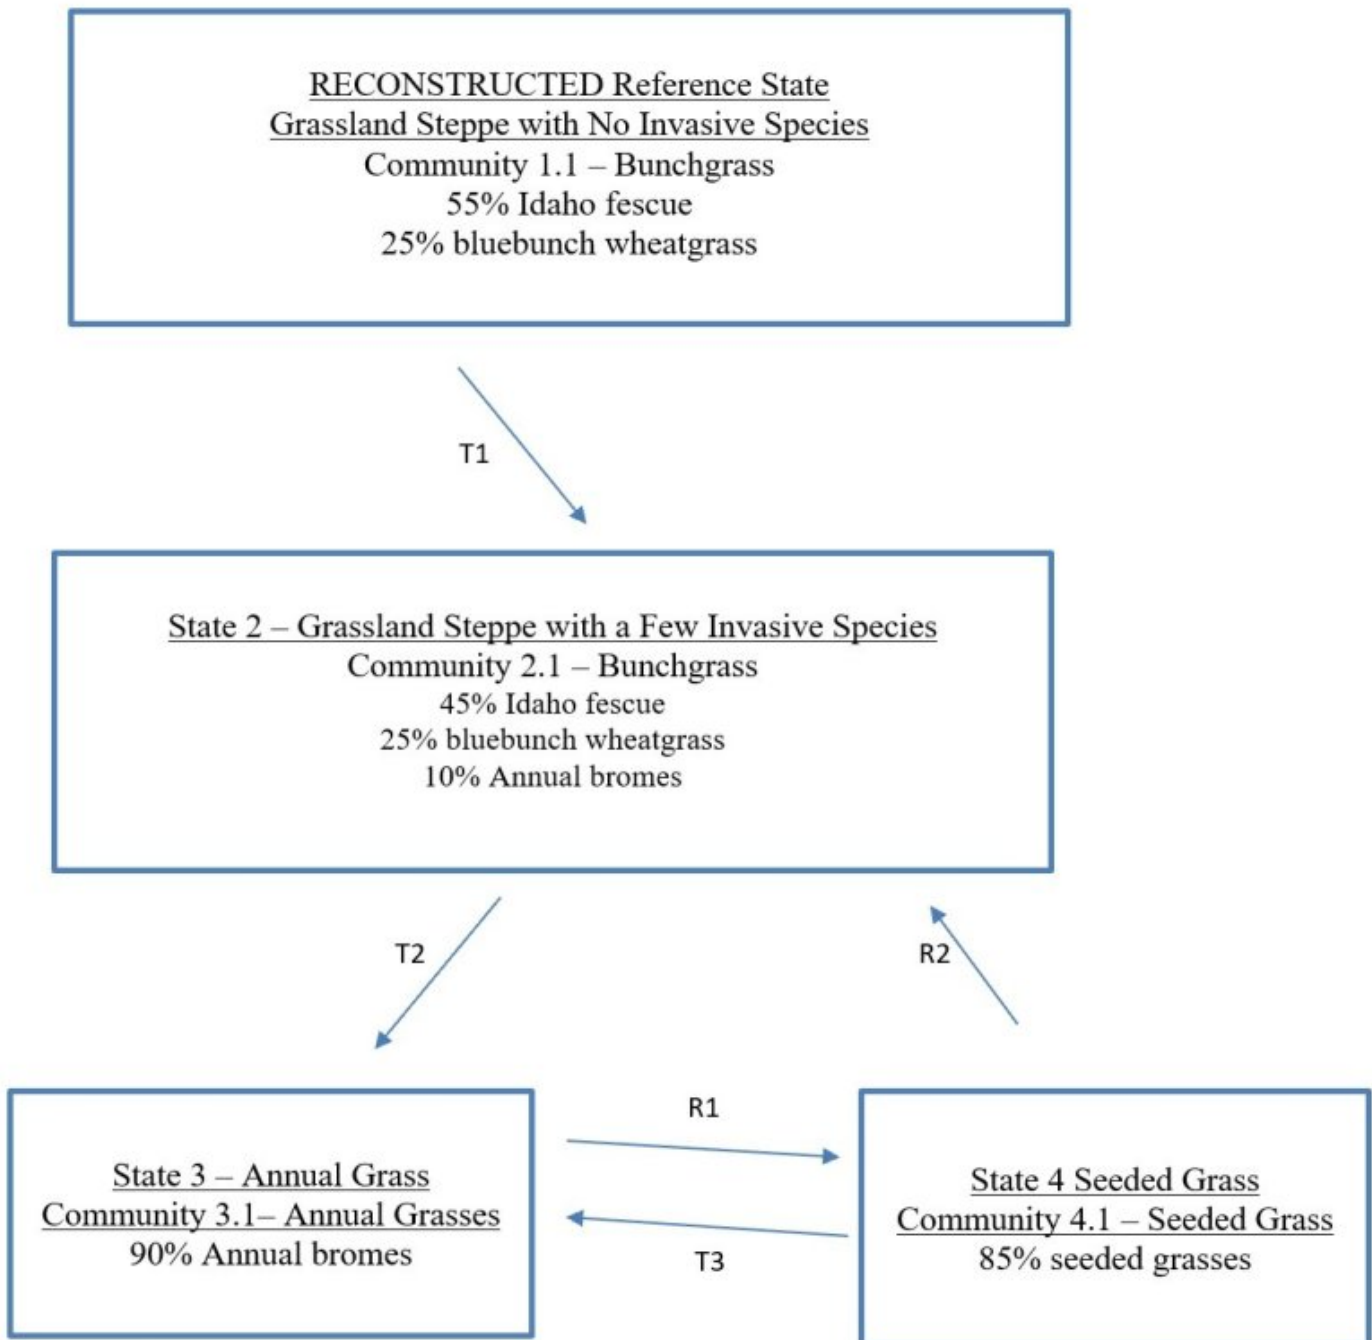 RECONSTRUCTED Reference State
Grassland Steppe with No Invasive Species
Community 1.1 – Bunchgrass
55% Idaho fescue
25% bluebunch wheatgrass
T1
State 2 – Grassland Steppe with a Few Invasive Species
Community 2.1 – Bunchgrass
45% Idaho fescue
25% bluebunch wheatgrass
10% Annual bromes
T2
R2
R1
State 3 – Annual Grass
Community 3.1– Annual Grasses
90% Annual bromes
T3
State 4 Seeded Grass
Community 4.1 – Seeded Grass
85% seeded grasses